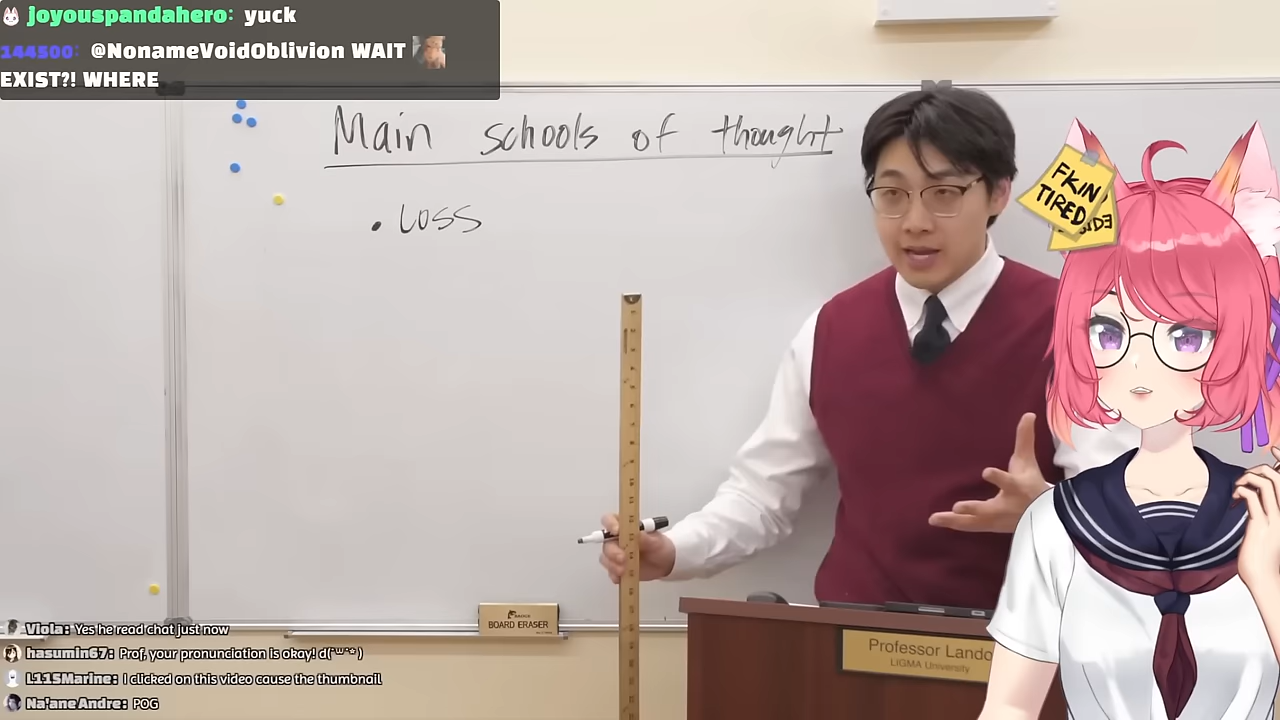 joyouspandahero: yuck
144500: @NonameVoidOblivion WAIT
EXIST?! WHERE
Main schools of thought
• Loss
FKIN
TIRED
BOARD ERASER
Professor Lando
LIGMA University
Viola: Yes he read chat just now
hasumin67: Prof, your pronunciation is okay! d(˘꒳˘*)
L115Marine: I clicked on this video cause the thumbnail
Na'ane Andre: POG